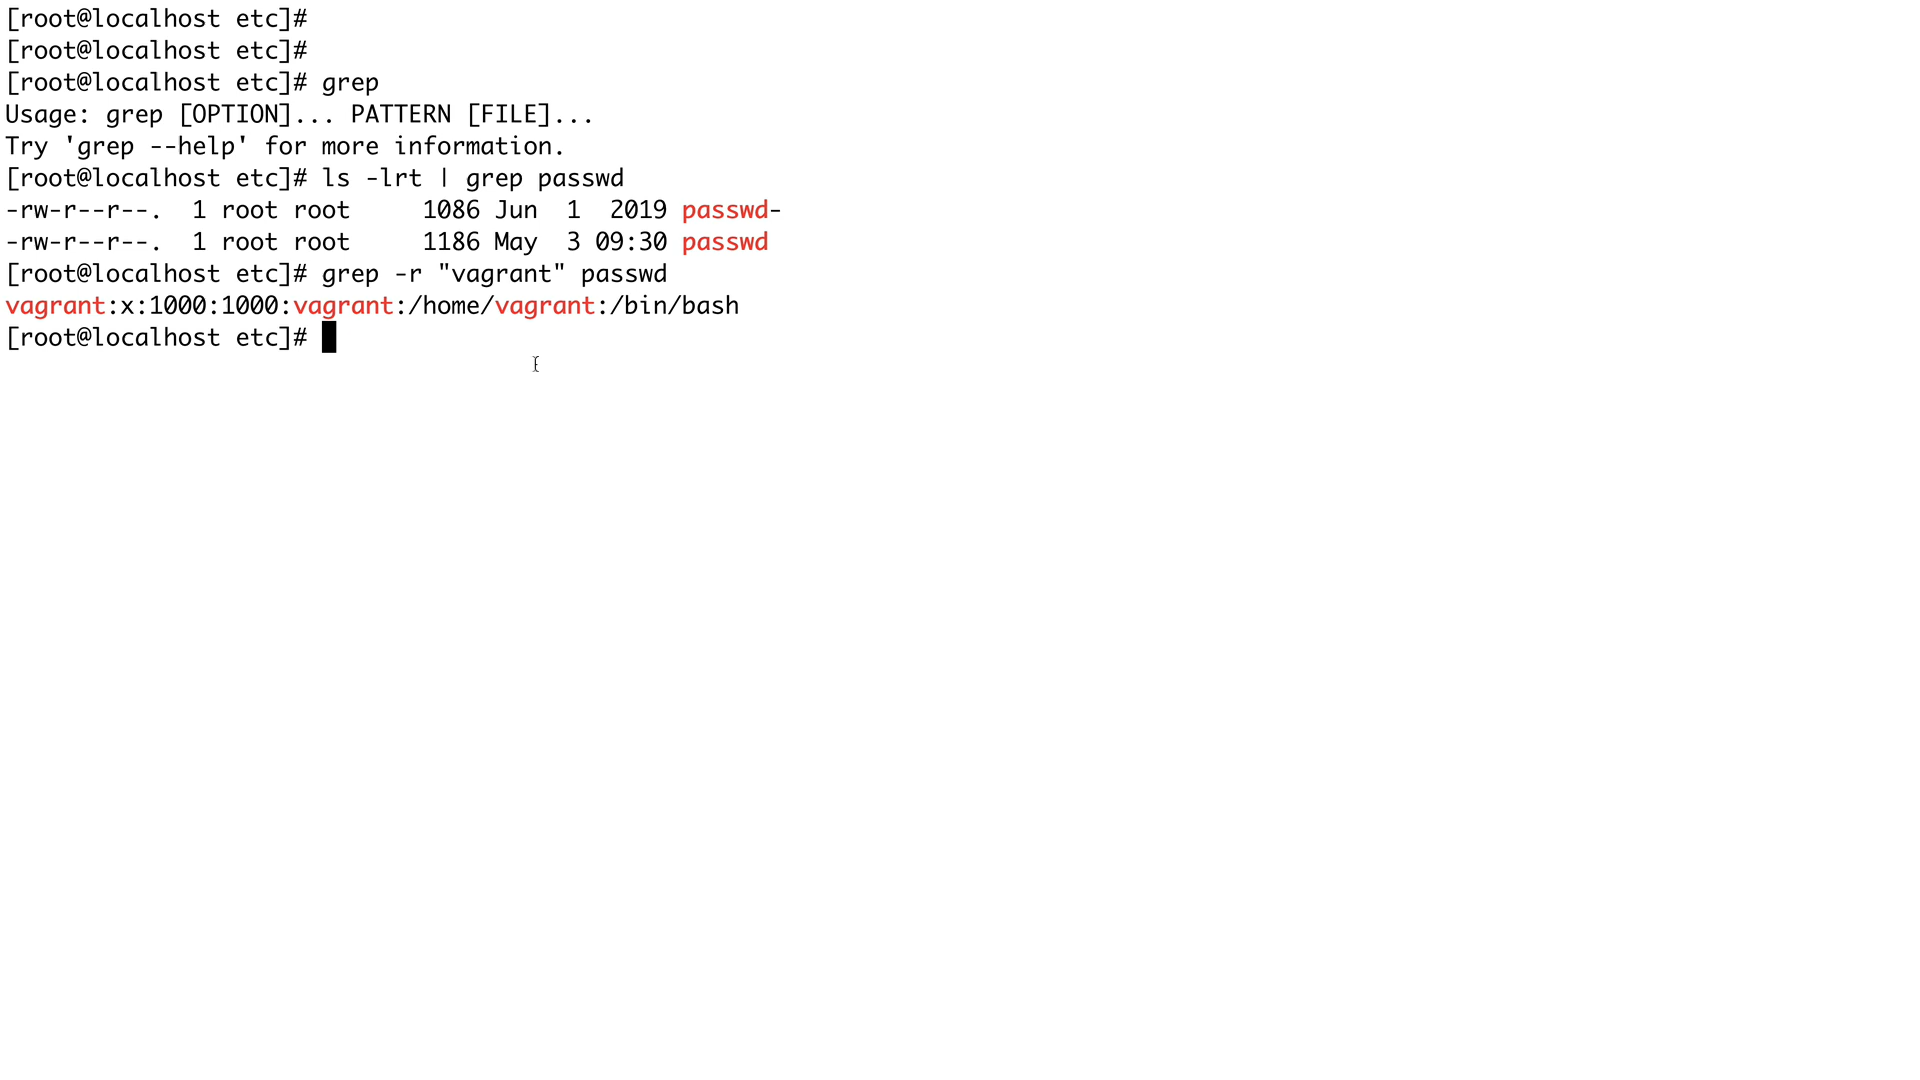 [root@localhost etc]#
[root@localhost etc]#
[root@localhost etc]# grep
Usage: grep [OPTION]... PATTERN [FILE]...
Try 'grep --help' for more information.
[root@localhost etc]# ls -lrt | grep passwd
-rw-r--r--.  1 root root     1086 Jun  1  2019 passwd-
-rw-r--r--.  1 root root     1186 May  3 09:30 passwd
[root@localhost etc]# grep -r "vagrant" passwd
vagrant:x:1000:1000:vagrant:/home/vagrant:/bin/bash
[root@localhost etc]#